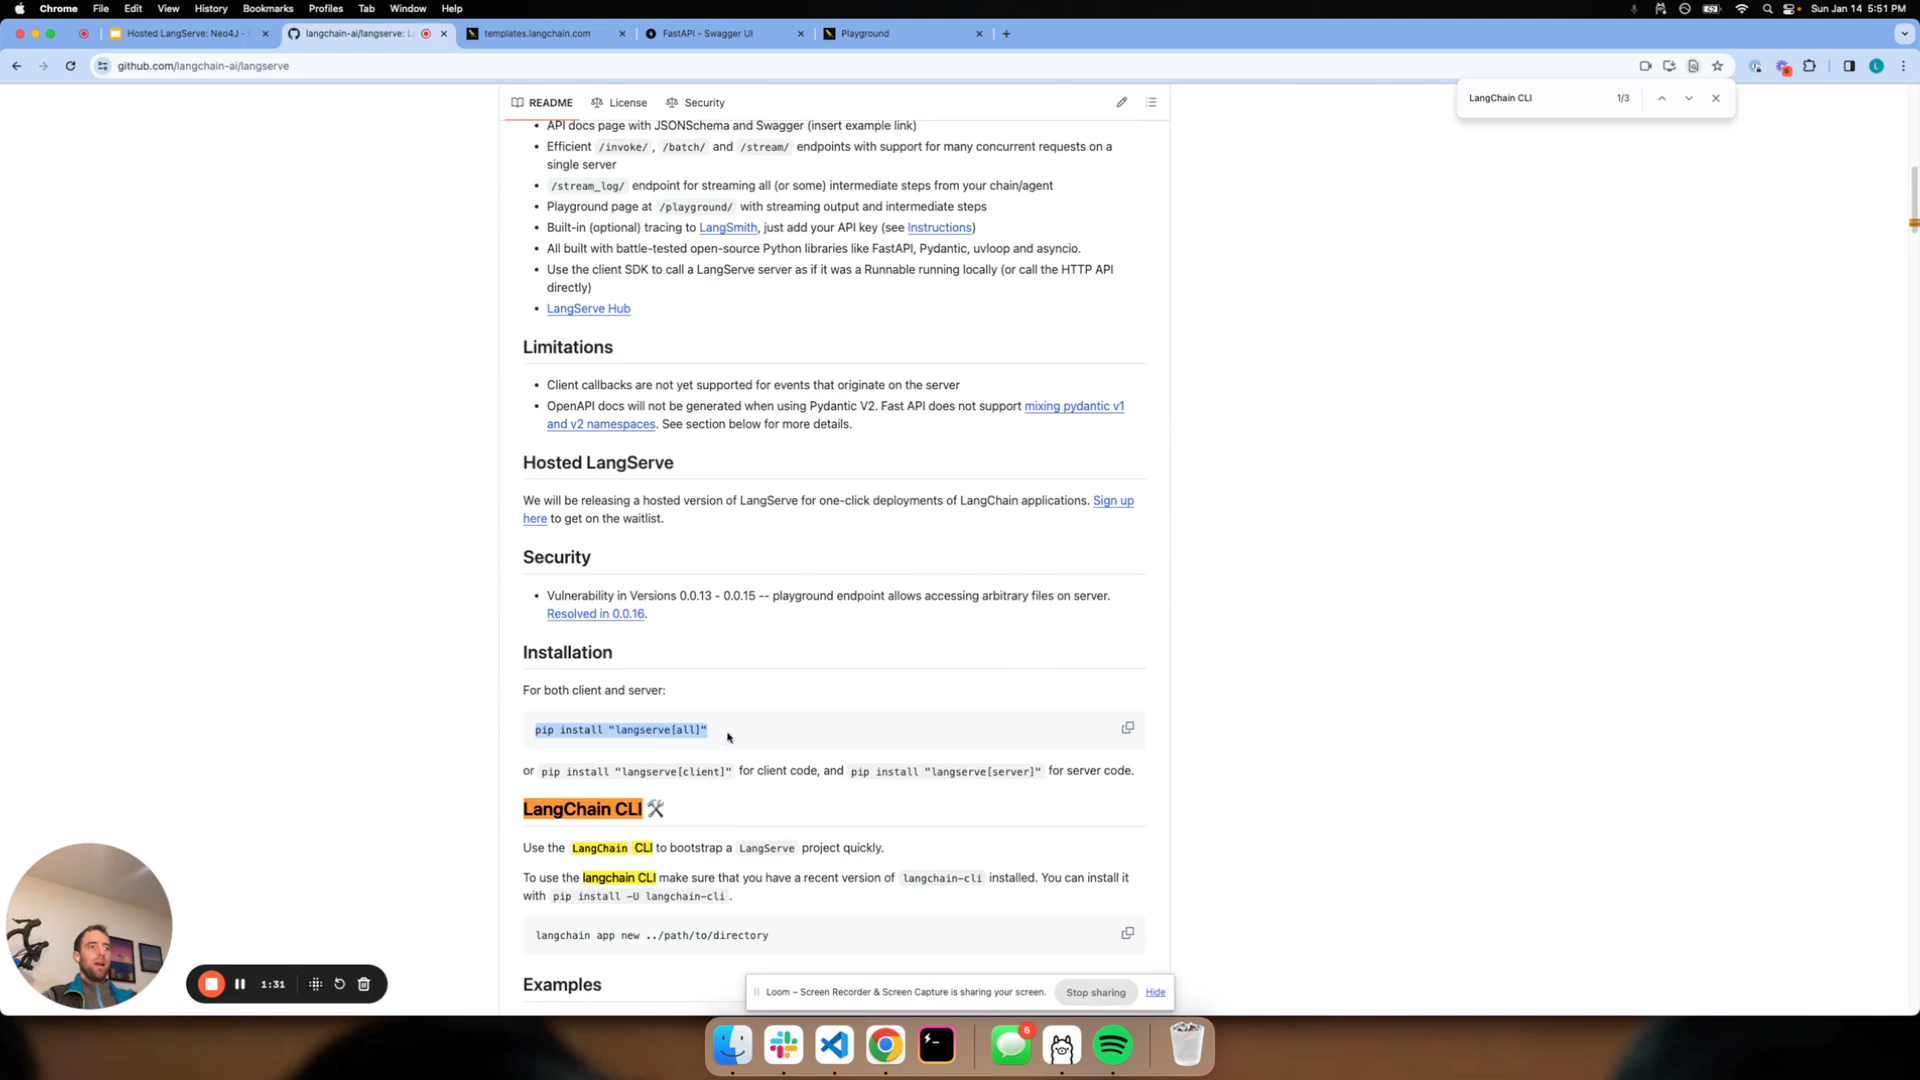 Chrome File Edit View History Bookmarks Profiles Tab Window Help
Sun Jan 14 5:51 PM
Hosted LangServe: Neo4J -
langchain-ai/langserve: L
templates.langchain.com
FastAPI - Swagger UI
Playground
github.com/langchain-ai/langserve
L
LangChain CLI 1/3
README License Security
API docs page with JSONSchema and Swagger (insert example link)
Efficient /invoke/ , /batch/ and /stream/ endpoints with support for many concurrent requests on a
single server
/stream_log/ endpoint for streaming all (or some) intermediate steps from your chain/agent
Playground page at /playground/ with streaming output and intermediate steps
Built-in (optional) tracing to LangSmith, just add your API key (see Instructions)
All built with battle-tested open-source Python libraries like FastAPI, Pydantic, uvloop and asyncio.
Use the client SDK to call a LangServe server as if it was a Runnable running locally (or call the HTTP API
directly)
LangServe Hub
Limitations
Client callbacks are not yet supported for events that originate on the server
OpenAPI docs will not be generated when using Pydantic V2. Fast API does not support mixing pydantic v1
and v2 namespaces. See section below for more details.
Hosted LangServe
We will be releasing a hosted version of LangServe for one-click deployments of LangChain applications. Sign up
here to get on the waitlist.
Security
Vulnerability in Versions 0.0.13 - 0.0.15 -- playground endpoint allows accessing arbitrary files on server.
Resolved in 0.0.16.
Installation
For both client and server:
pip install "langserve[all]"
or pip install "langserve[client]" for client code, and pip install "langserve[server]" for server code.
LangChain CLI 🛠️
Use the LangChain CLI to bootstrap a LangServe project quickly.
To use the langchain CLI make sure that you have a recent version of langchain-cli installed. You can install it
with pip install -U langchain-cli .
langchain app new ../path/to/directory
Examples
1:31
Loom – Screen Recorder & Screen Capture is sharing your screen. Stop sharing Hide
6